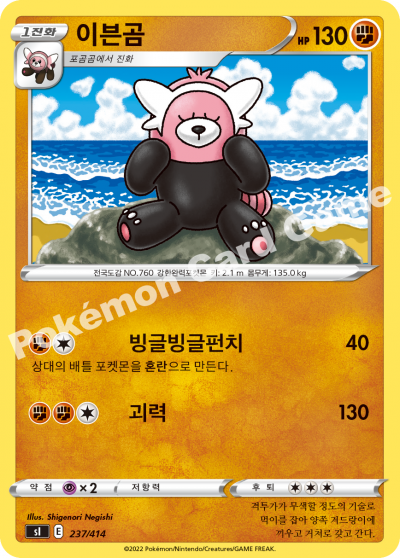 1진화 이븐곰 HP 130
포곰곰에서 진화
전국도감 NO.760 강한완력포켓몬 키: 2.1 m 몸무게: 135.0 kg
Pokémon Card Game
빙글빙글펀치 40
상대의 배틀 포켓몬을 혼란으로 만든다.
괴력 130
약점 ×2 저항력 후퇴
Illus. Shigenori Negishi
격투가가 무색할 정도의 기술로
먹이를 잡아 양쪽 겨드랑이에
끼우고 거처로 갖고 간다.
sI E 237/414
©2022 Pokémon/Nintendo/Creatures/GAME FREAK.